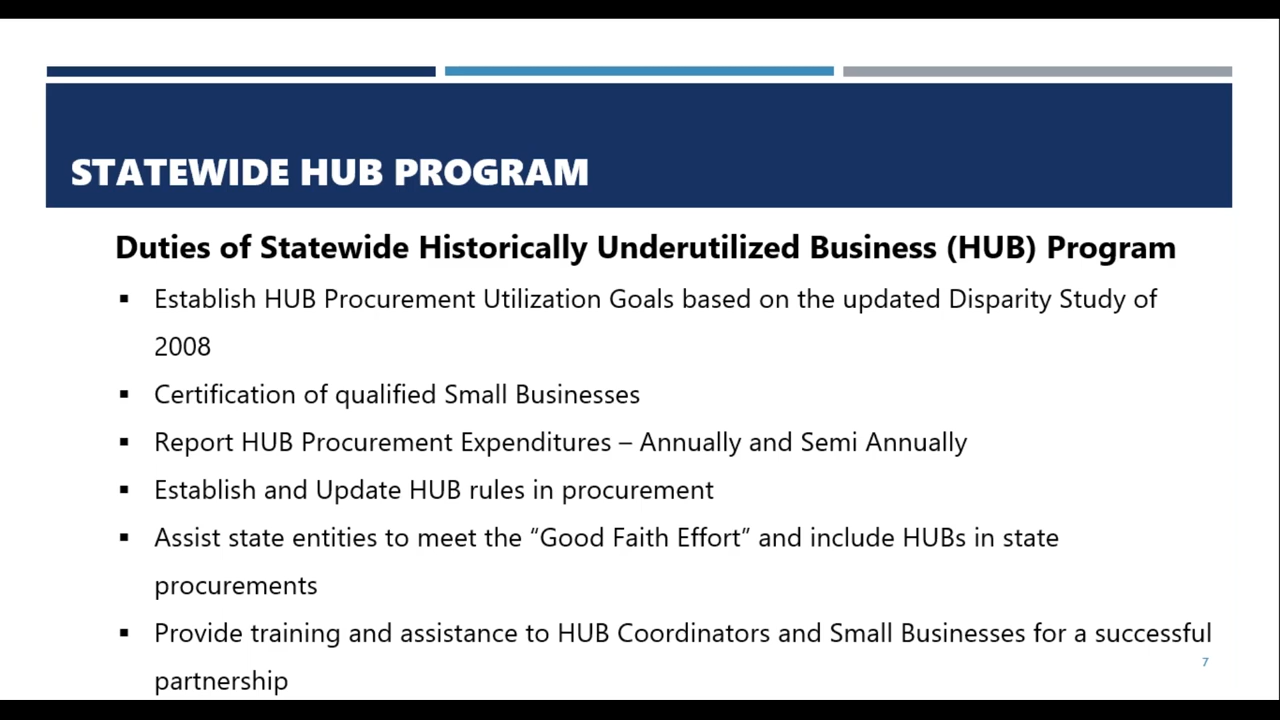 STATEWIDE HUB PROGRAM
Duties of Statewide Historically Underutilized Business (HUB) Program
▪ Establish HUB Procurement Utilization Goals based on the updated Disparity Study of
2008
▪ Certification of qualified Small Businesses
▪ Report HUB Procurement Expenditures – Annually and Semi Annually
▪ Establish and Update HUB rules in procurement
▪ Assist state entities to meet the “Good Faith Effort” and include HUBs in state
procurements
▪ Provide training and assistance to HUB Coordinators and Small Businesses for a successful
partnership
7